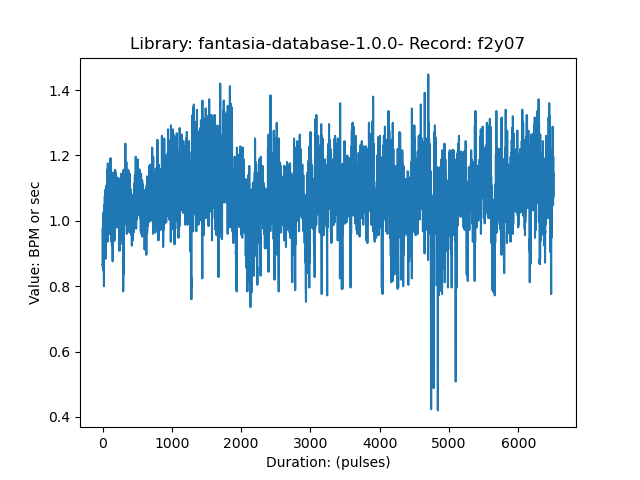 Library: fantasia-database-1.0.0- Record: f2y07
1.4
1.2
1.0
0.8
0.6
0.4
Value: BPM or sec
0 1000 2000 3000 4000 5000 6000
Duration: (pulses)